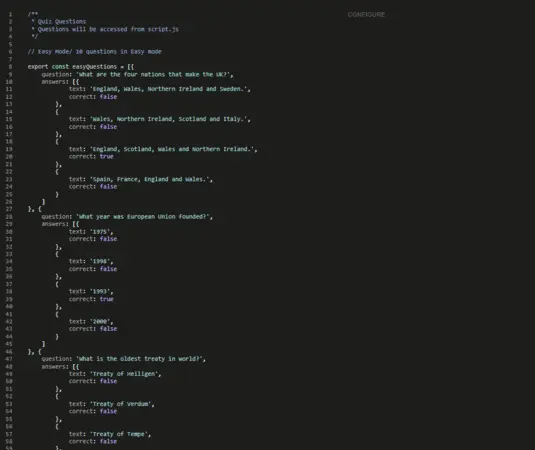 CONFIGURE
1 /**
2 * Quiz Questions
3 * Questions will be accessed from script.js
4 */
5
6 // Easy Mode/ 10 questions in Easy mode
7
8 export const easyQuestions = [{
9 question: 'What are the four nations that make the UK?',
10 answers: [{
11 text: 'England, Wales, Northern Ireland and Sweden.',
12 correct: false
13 },
14 {
15 text: 'Wales, Northern Ireland, Scotland and Italy.',
16 correct: false
17 },
18 {
19 text: 'England, Scotland, Wales and Northern Ireland.',
20 correct: true
21 },
22 {
23 text: 'Spain, France, England and Wales.',
24 correct: false
25 }
26 ]
27 }, {
28 question: 'What year was European Union founded?',
29 answers: [{
30 text: '1975',
31 correct: false
32 },
33 {
34 text: '1998',
35 correct: false
36 },
37 {
38 text: '1993',
39 correct: true
40 },
41 {
42 text: '2000',
43 correct: false
44 }
45 ]
46 }, {
47 question: 'What is the oldest treaty in world?',
48 answers: [{
49 text: 'Treaty of Heiligen',
50 correct: false
51 },
52 {
53 text: 'Treaty of Verdum',
54 correct: false
55 },
56 {
57 text: 'Treaty of Tempe',
58 correct: false
59 },